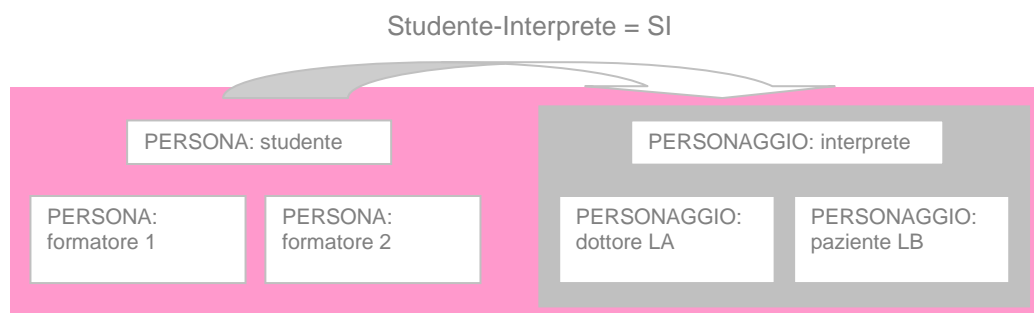 Studente-Interprete = SI
PERSONA: studente
PERSONAGGIO: interprete
PERSONA:
formatore 1
PERSONA:
formatore 2
PERSONAGGIO:
dottore LA
PERSONAGGIO:
paziente LB